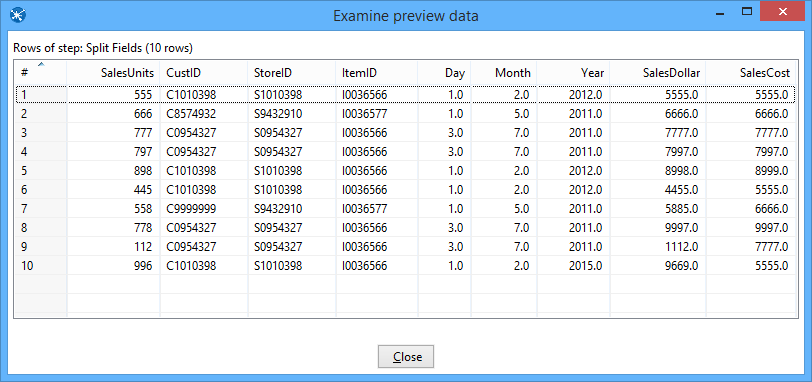 Examine preview data
Rows of step: Split Fields (10 rows)
# SalesUnits CustID StoreID ItemID Day Month Year SalesDollar SalesCost
1 555 C1010398 S1010398 I0036566 1.0 2.0 2012.0 5555.0 5555.0
2 666 C8574932 S9432910 I0036577 1.0 5.0 2011.0 6666.0 6666.0
3 777 C0954327 S0954327 I0036566 3.0 7.0 2011.0 7777.0 7777.0
4 797 C0954327 S0954327 I0036566 3.0 7.0 2011.0 7997.0 7997.0
5 898 C1010398 S1010398 I0036566 1.0 2.0 2012.0 8998.0 8999.0
6 445 C1010398 S1010398 I0036566 1.0 2.0 2012.0 4455.0 5555.0
7 558 C9999999 S9432910 I0036577 1.0 5.0 2011.0 5885.0 6666.0
8 778 C0954327 S0954327 I0036566 3.0 7.0 2011.0 9997.0 9997.0
9 112 C0954327 S0954327 I0036566 3.0 7.0 2011.0 1112.0 7777.0
10 996 C1010398 S1010398 I0036566 1.0 2.0 2015.0 9669.0 5555.0
Close